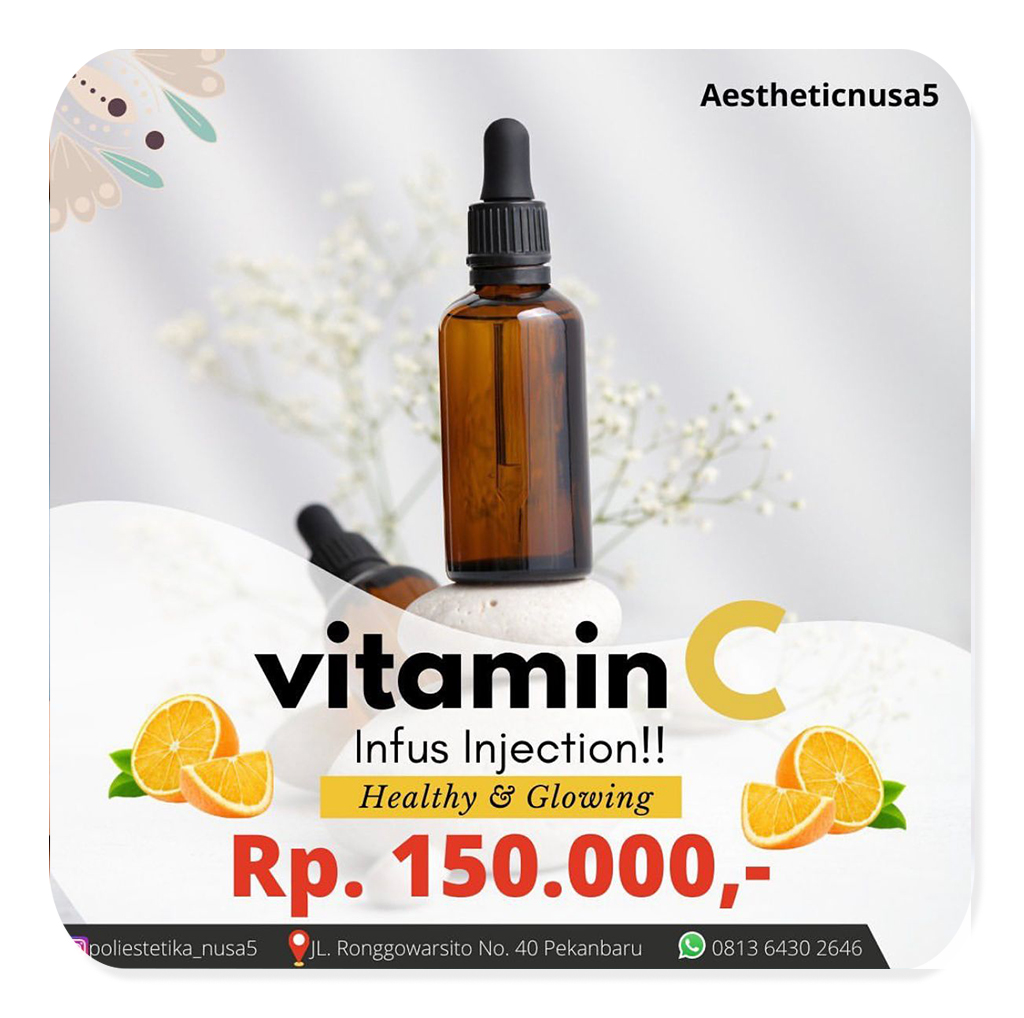 Aestheticnusa5
vitamin C
Infus Injection!!
Healthy & Glowing
Rp. 150.000,-
poliestetika_nusa5 JL. Ronggowarsito No. 40 Pekanbaru 0813 6430 2646